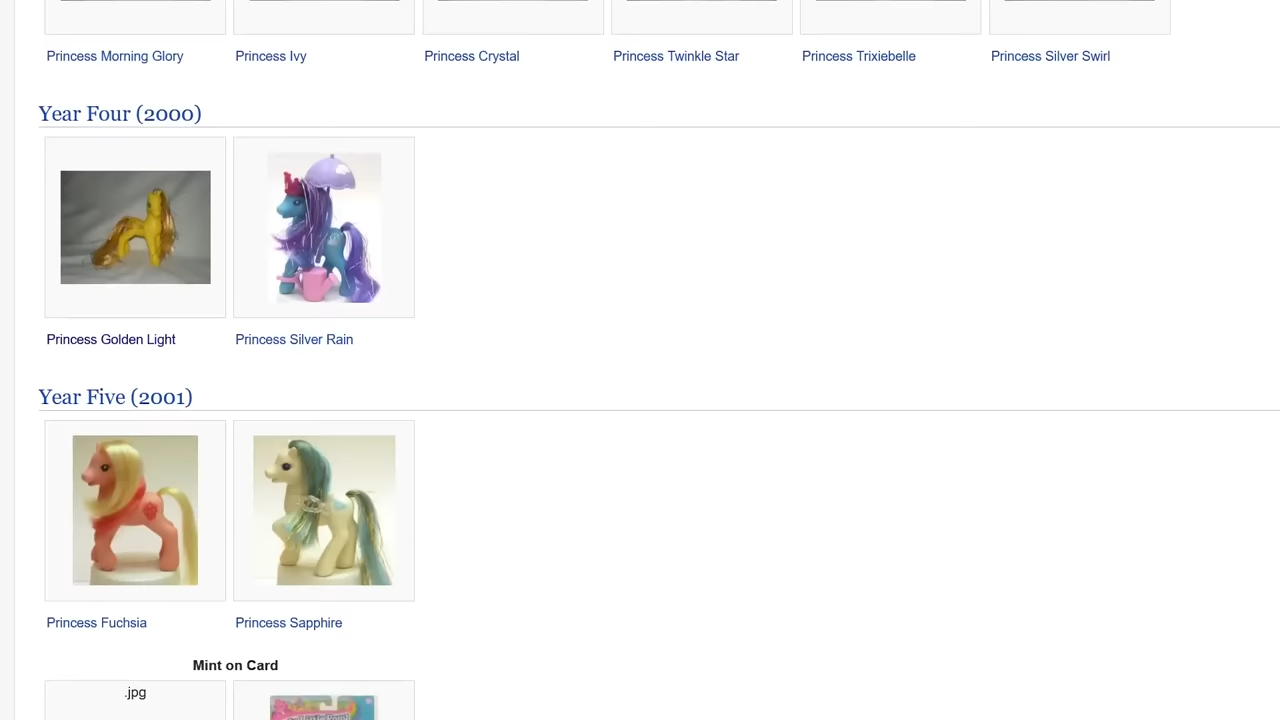 Princess Morning Glory
Princess Ivy
Princess Crystal
Princess Twinkle Star
Princess Trixiebelle
Princess Silver Swirl
Year Four (2000)
Princess Golden Light
Princess Silver Rain
Year Five (2001)
Princess Fuchsia
Princess Sapphire
Mint on Card
.jpg